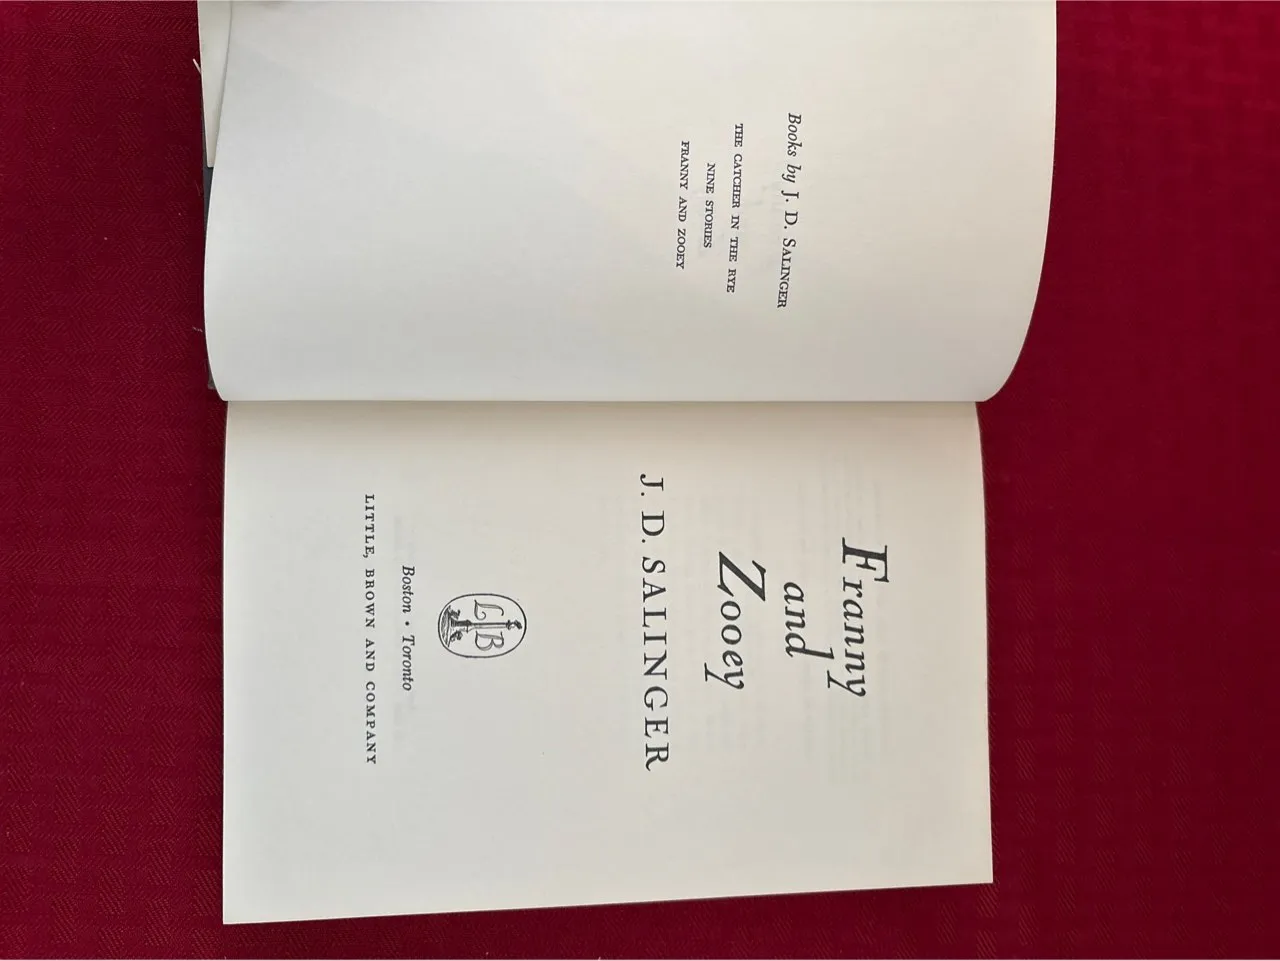 Books by J. D. SALINGER
THE CATCHER IN THE RYE
NINE STORIES
FRANNY AND ZOOEY
Franny
and
Zooey
J. D. SALINGER
L B
Boston • Toronto
LITTLE, BROWN AND COMPANY